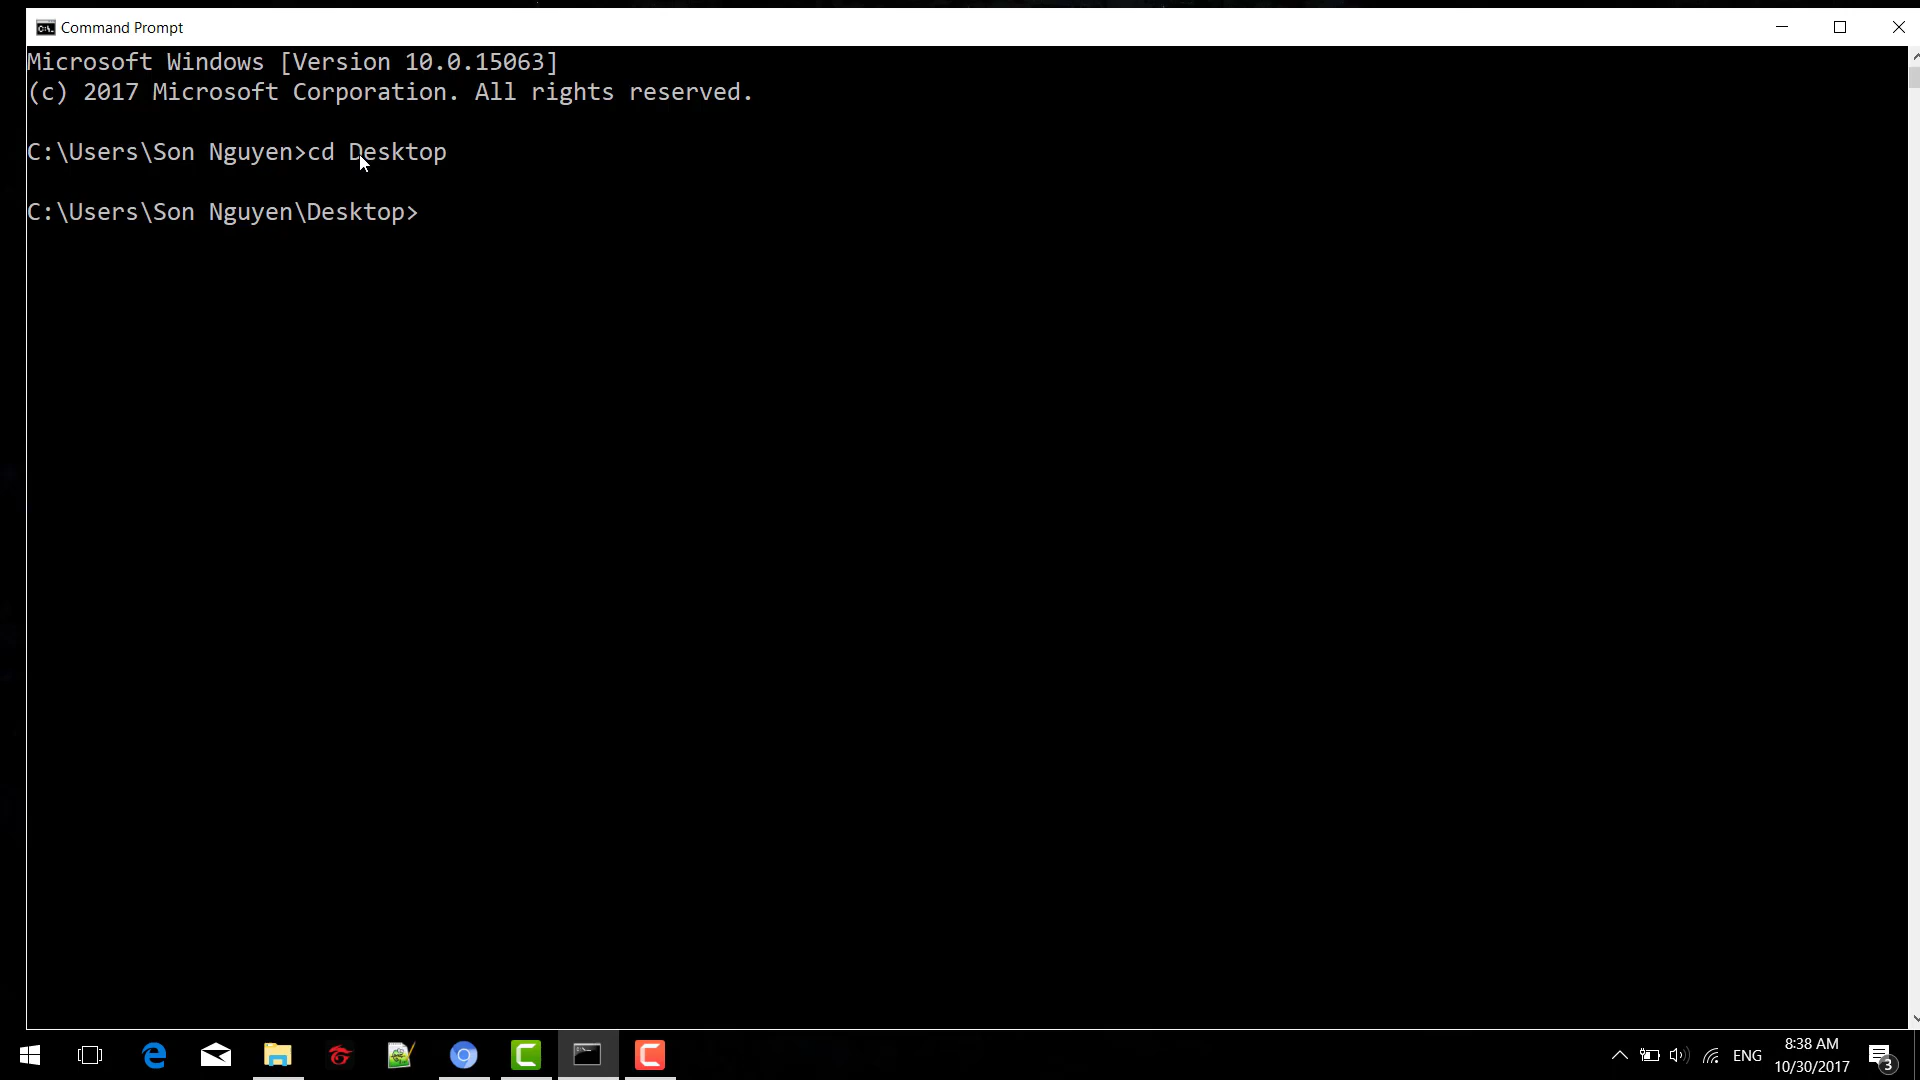 Command Prompt
Microsoft Windows [Version 10.0.15063]
(c) 2017 Microsoft Corporation. All rights reserved.
C:\Users\Son Nguyen>cd Desktop
C:\Users\Son Nguyen\Desktop>
ENG
8:38 AM
10/30/2017
3